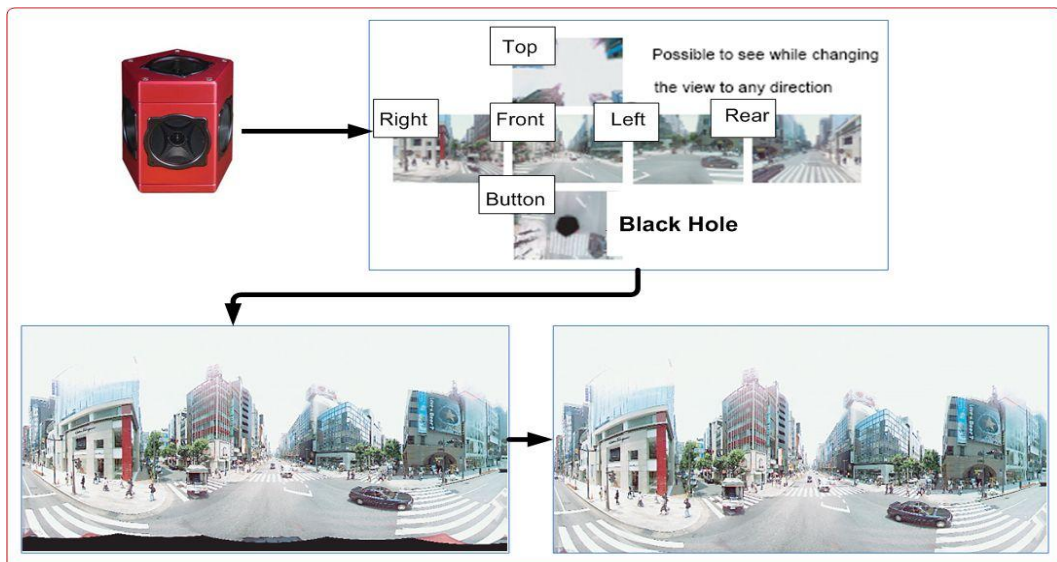 Top
Possible to see while changing
the view to any direction
Right
Front
Left
Rear
Button
Black Hole